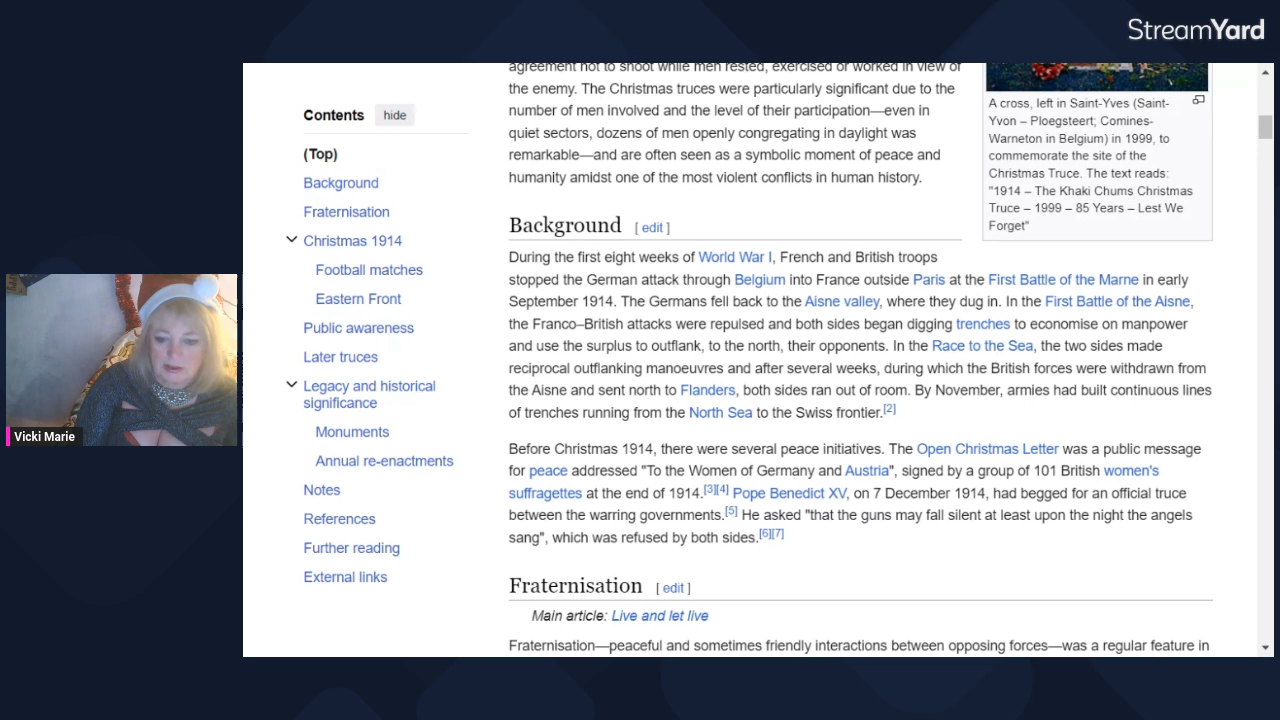 StreamYard
Contents hide
(Top)
Background
Fraternisation
Christmas 1914
Football matches
Eastern Front
Public awareness
Later truces
Legacy and historical
significance
Monuments
Annual re-enactments
Notes
References
Further reading
External links
agreement not to shoot while men rested, exercised or worked in view of
the enemy. The Christmas truces were particularly significant due to the
number of men involved and the level of their participation—even in
quiet sectors, dozens of men openly congregating in daylight was
remarkable—and are often seen as a symbolic moment of peace and
humanity amidst one of the most violent conflicts in human history.
A cross, left in Saint-Yves (Saint-
Yvon – Ploegsteert; Comines-
Warneton in Belgium) in 1999, to
commemorate the site of the
Christmas Truce. The text reads:
"1914 – The Khaki Chums Christmas
Truce – 1999 – 85 Years – Lest We
Forget"
Background [ edit ]
During the first eight weeks of World War I, French and British troops
stopped the German attack through Belgium into France outside Paris at the First Battle of the Marne in early
September 1914. The Germans fell back to the Aisne valley, where they dug in. In the First Battle of the Aisne,
the Franco–British attacks were repulsed and both sides began digging trenches to economise on manpower
and use the surplus to outflank, to the north, their opponents. In the Race to the Sea, the two sides made
reciprocal outflanking manoeuvres and after several weeks, during which the British forces were withdrawn from
the Aisne and sent north to Flanders, both sides ran out of room. By November, armies had built continuous lines
of trenches running from the North Sea to the Swiss frontier.[2]
Before Christmas 1914, there were several peace initiatives. The Open Christmas Letter was a public message
for peace addressed "To the Women of Germany and Austria", signed by a group of 101 British women's
suffragettes at the end of 1914.[3][4] Pope Benedict XV, on 7 December 1914, had begged for an official truce
between the warring governments.[5] He asked "that the guns may fall silent at least upon the night the angels
sang", which was refused by both sides.[6][7]
Fraternisation [ edit ]
Main article: Live and let live
Fraternisation—peaceful and sometimes friendly interactions between opposing forces—was a regular feature in
Vicki Marie